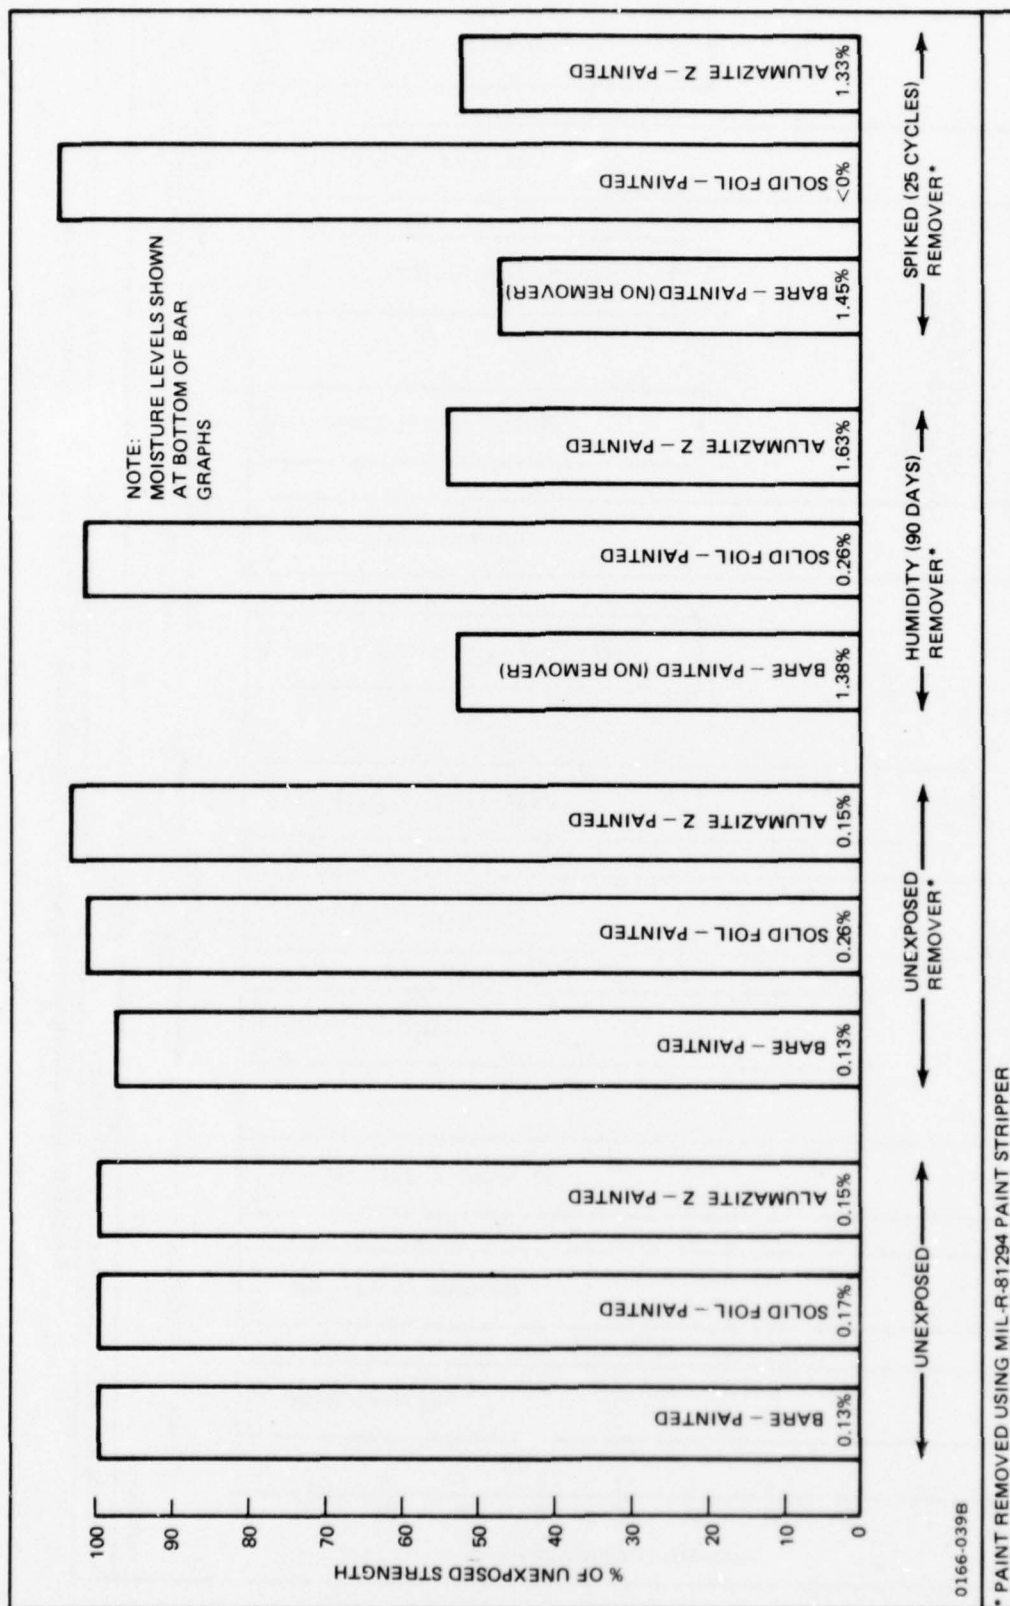 % OF UNEXPOSED STRENGTH
100
90
80
70
60
50
40
30
20
10
0
NOTE:
MOISTURE LEVELS SHOWN
AT BOTTOM OF BAR
GRAPHS
BARE – PAINTED
0.13%
SOLID FOIL – PAINTED
0.17%
ALUMAZITE Z – PAINTED
0.15%
UNEXPOSED
BARE – PAINTED
0.13%
SOLID FOIL – PAINTED
0.26%
ALUMAZITE Z – PAINTED
0.15%
UNEXPOSED
REMOVER*
BARE – PAINTED (NO REMOVER)
1.38%
SOLID FOIL – PAINTED
0.26%
ALUMAZITE Z – PAINTED
1.63%
HUMIDITY (90 DAYS)
REMOVER*
BARE – PAINTED (NO REMOVER)
1.45%
SOLID FOIL – PAINTED
<0%
ALUMAZITE Z – PAINTED
1.33%
SPIKED (25 CYCLES)
REMOVER*
0166-039B
* PAINT REMOVED USING MIL-R-81294 PAINT STRIPPER